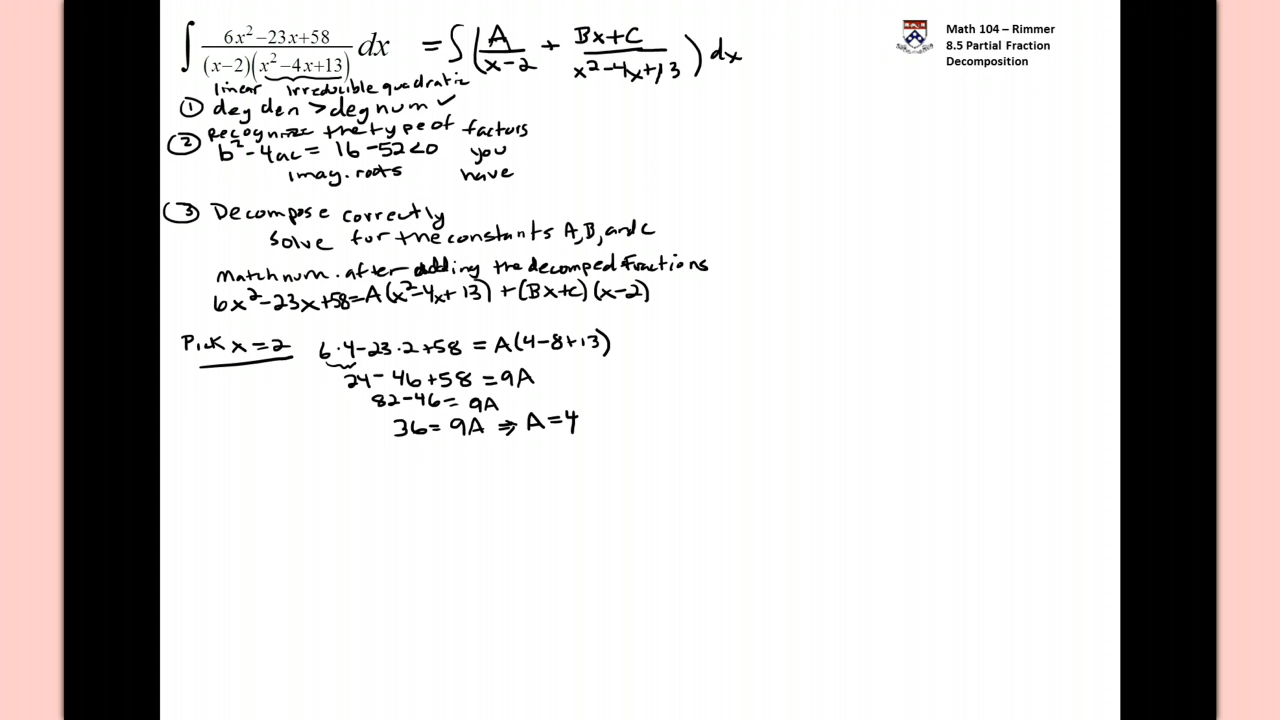 ∫ 6x²−23x+58 / (x−2)(x²−4x+13) dx = ∫ ( A / x−2 + Bx+C / x²−4x+13 ) dx
linear irreducible quadratic
① deg den > deg num ✓
② Recognize the type of factors
b²−4ac = 16−52<0 you
imag. roots have
③ Decompose correctly
solve for the constants A, B, and C
Match num. after adding the decomped fractions
6x²−23x+58=A(x²−4x+13)+(Bx+C)(x−2)
Pick x=2 6·4−23·2+58 = A(4−8+13)
24−46+58 = 9A
82−46= 9A
36= 9A ⇒ A=4
Math 104 – Rimmer
8.5 Partial Fraction
Decomposition